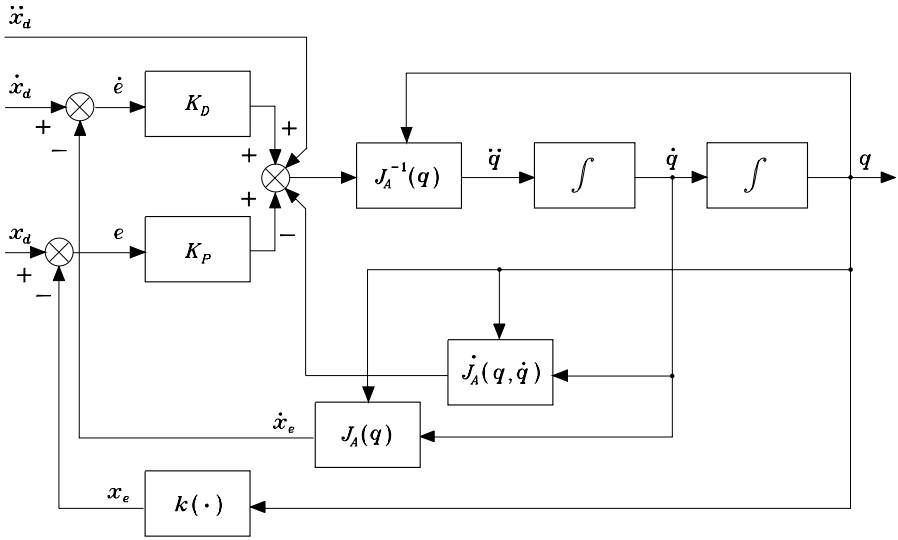 ẍ_d
ẋ_d
ė
K_D
+
−
+
+
q̈
∫
q̇
∫
q
J_A^{-1}(q)
x_d
e
K_P
+
−
+
−
J̇_A(q, q̇)
ẋ_e
J_A(q)
x_e
k(·)